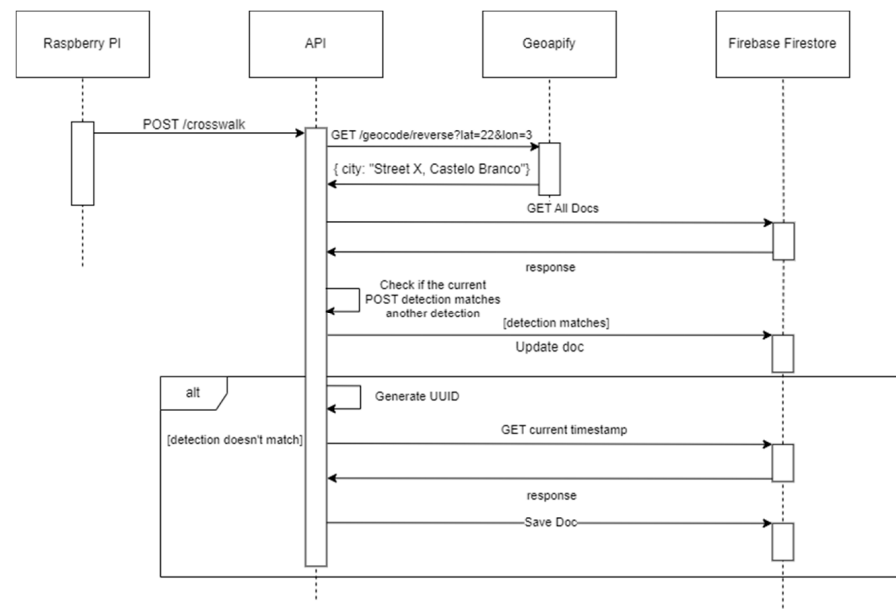 Raspberry PI
API
Geoapify
Firebase Firestore
POST /crosswalk
GET /geocode/reverse?lat=22&lon=3
{ city: "Street X, Castelo Branco"}
GET All Docs
response
Check if the current
POST detection matches
another detection
[detection matches]
Update doc
alt
Generate UUID
[detection doesn't match]
GET current timestamp
response
Save Doc